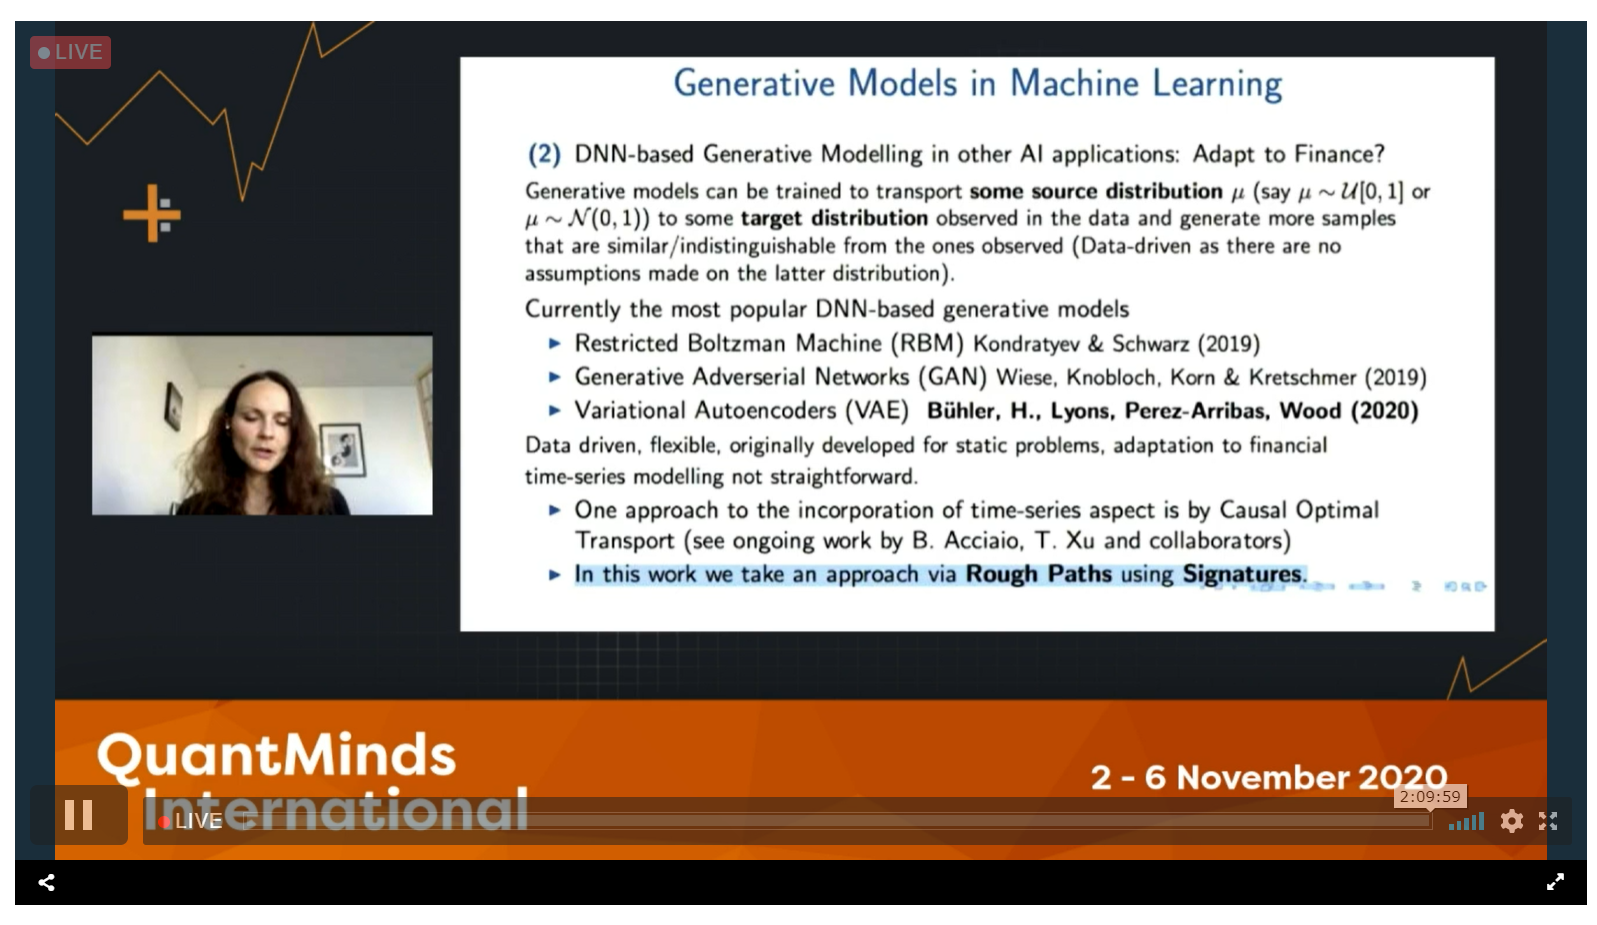 LIVE
Generative Models in Machine Learning
(2) DNN-based Generative Modelling in other AI applications: Adapt to Finance?
Generative models can be trained to transport some source distribution μ (say μ ∼ 𝒰[0, 1] or
μ ∼ 𝒩(0, 1)) to some target distribution observed in the data and generate more samples
that are similar/indistinguishable from the ones observed (Data-driven as there are no
assumptions made on the latter distribution).
Currently the most popular DNN-based generative models
► Restricted Boltzman Machine (RBM) Kondratyev & Schwarz (2019)
► Generative Adverserial Networks (GAN) Wiese, Knobloch, Korn & Kretschmer (2019)
► Variational Autoencoders (VAE) Bühler, H., Lyons, Perez-Arribas, Wood (2020)
Data driven, flexible, originally developed for static problems, adaptation to financial
time-series modelling not straightforward.
► One approach to the incorporation of time-series aspect is by Causal Optimal
Transport (see ongoing work by B. Acciaio, T. Xu and collaborators)
► In this work we take an approach via Rough Paths using Signatures.
QuantMinds
International
2 - 6 November 2020
2:09:59
LIVE